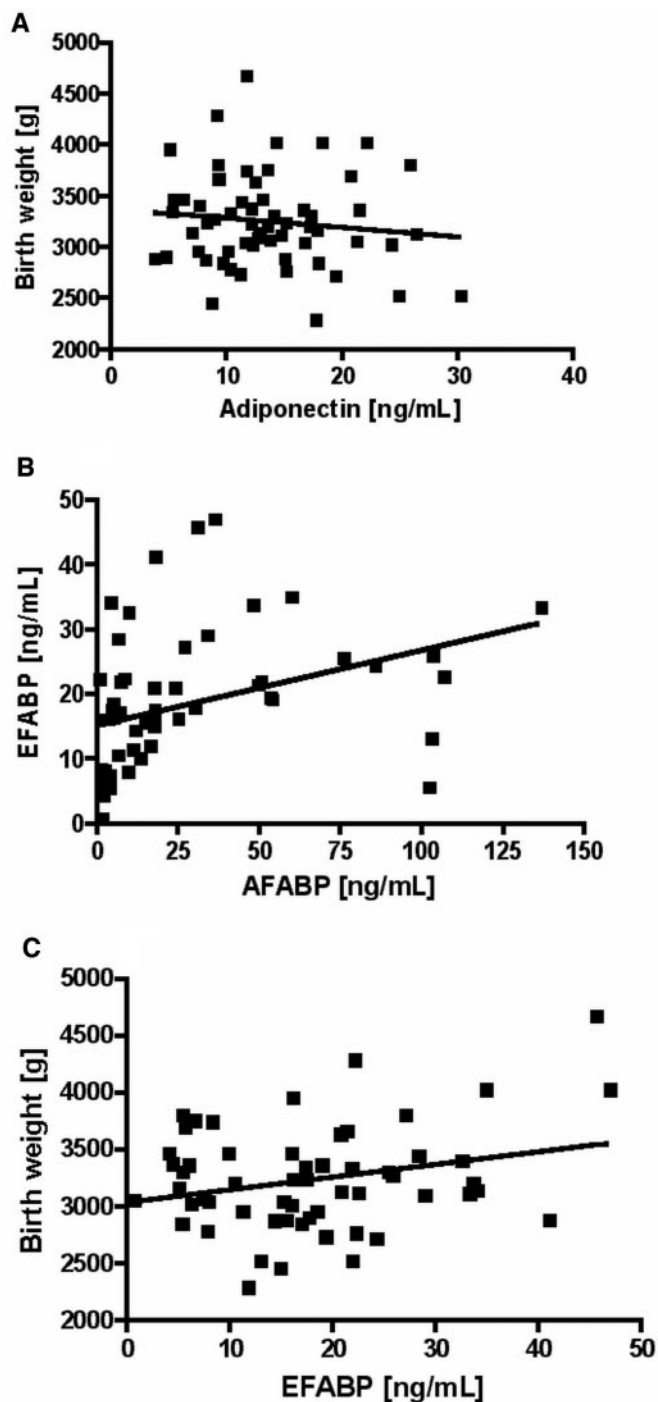 A
5000
4500
4000
3500
3000
2500
2000
Birth weight [g]
0 10 20 30 40
Adiponectin [ng/mL]
B
50
40
30
20
10
0
EFABP [ng/mL]
0 25 50 75 100 125 150
AFABP [ng/mL]
C
5000
4500
4000
3500
3000
2500
2000
Birth weight [g]
0 10 20 30 40 50
EFABP [ng/mL]